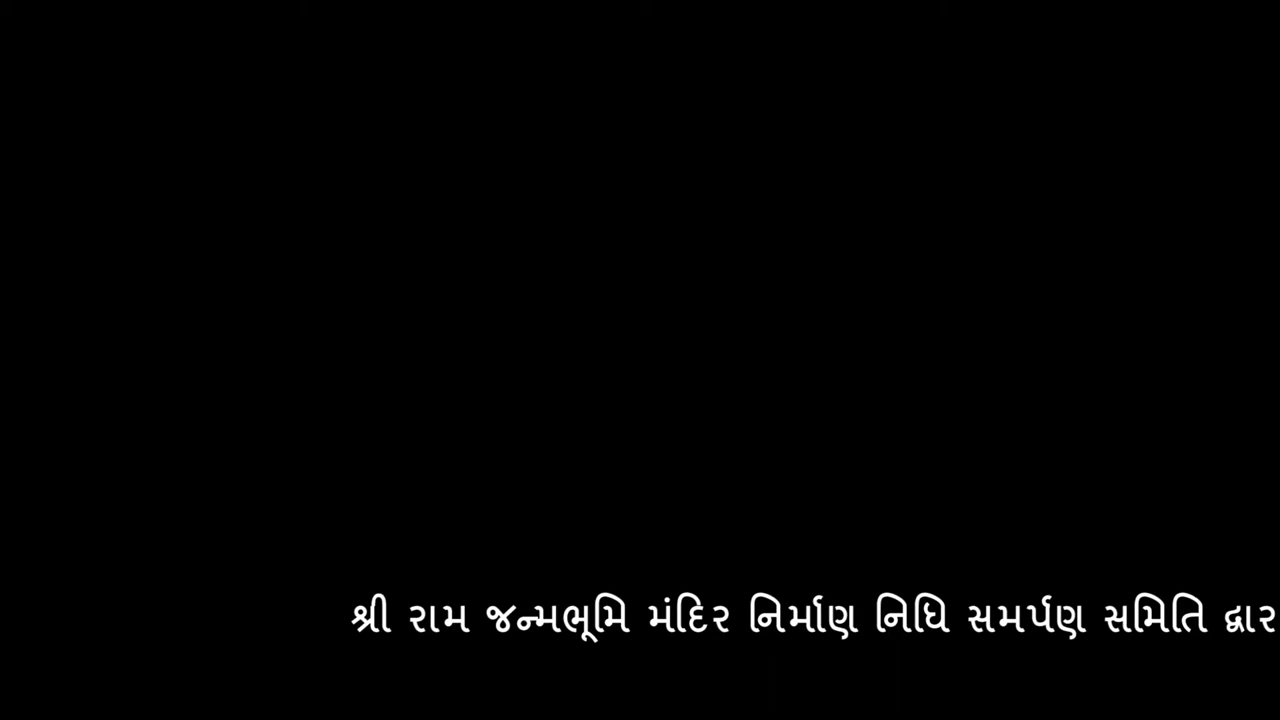 શ્રી રામ જન્મભૂમિ મંદિર નિર્માણ નિધિ સમર્પણ સમિતિ દ્વાર